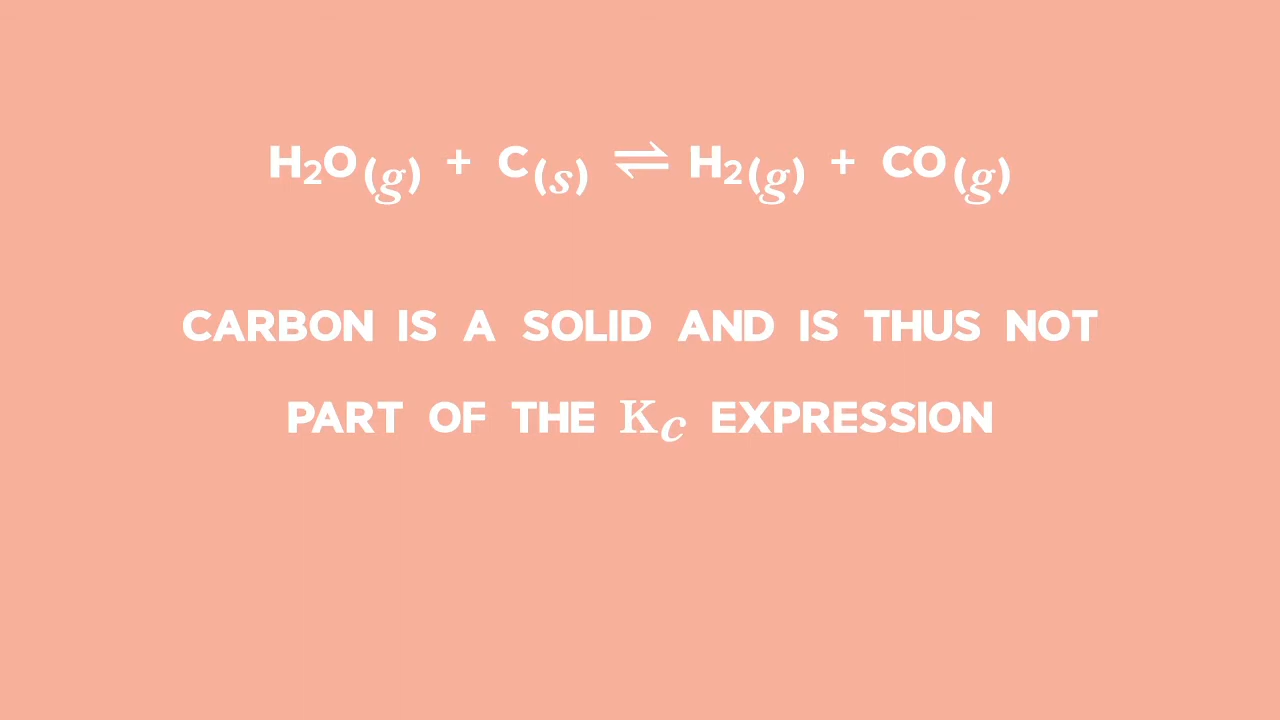 H₂O(g) + C(s) ⇌ H₂(g) + CO(g)
CARBON IS A SOLID AND IS THUS NOT
PART OF THE Kc EXPRESSION